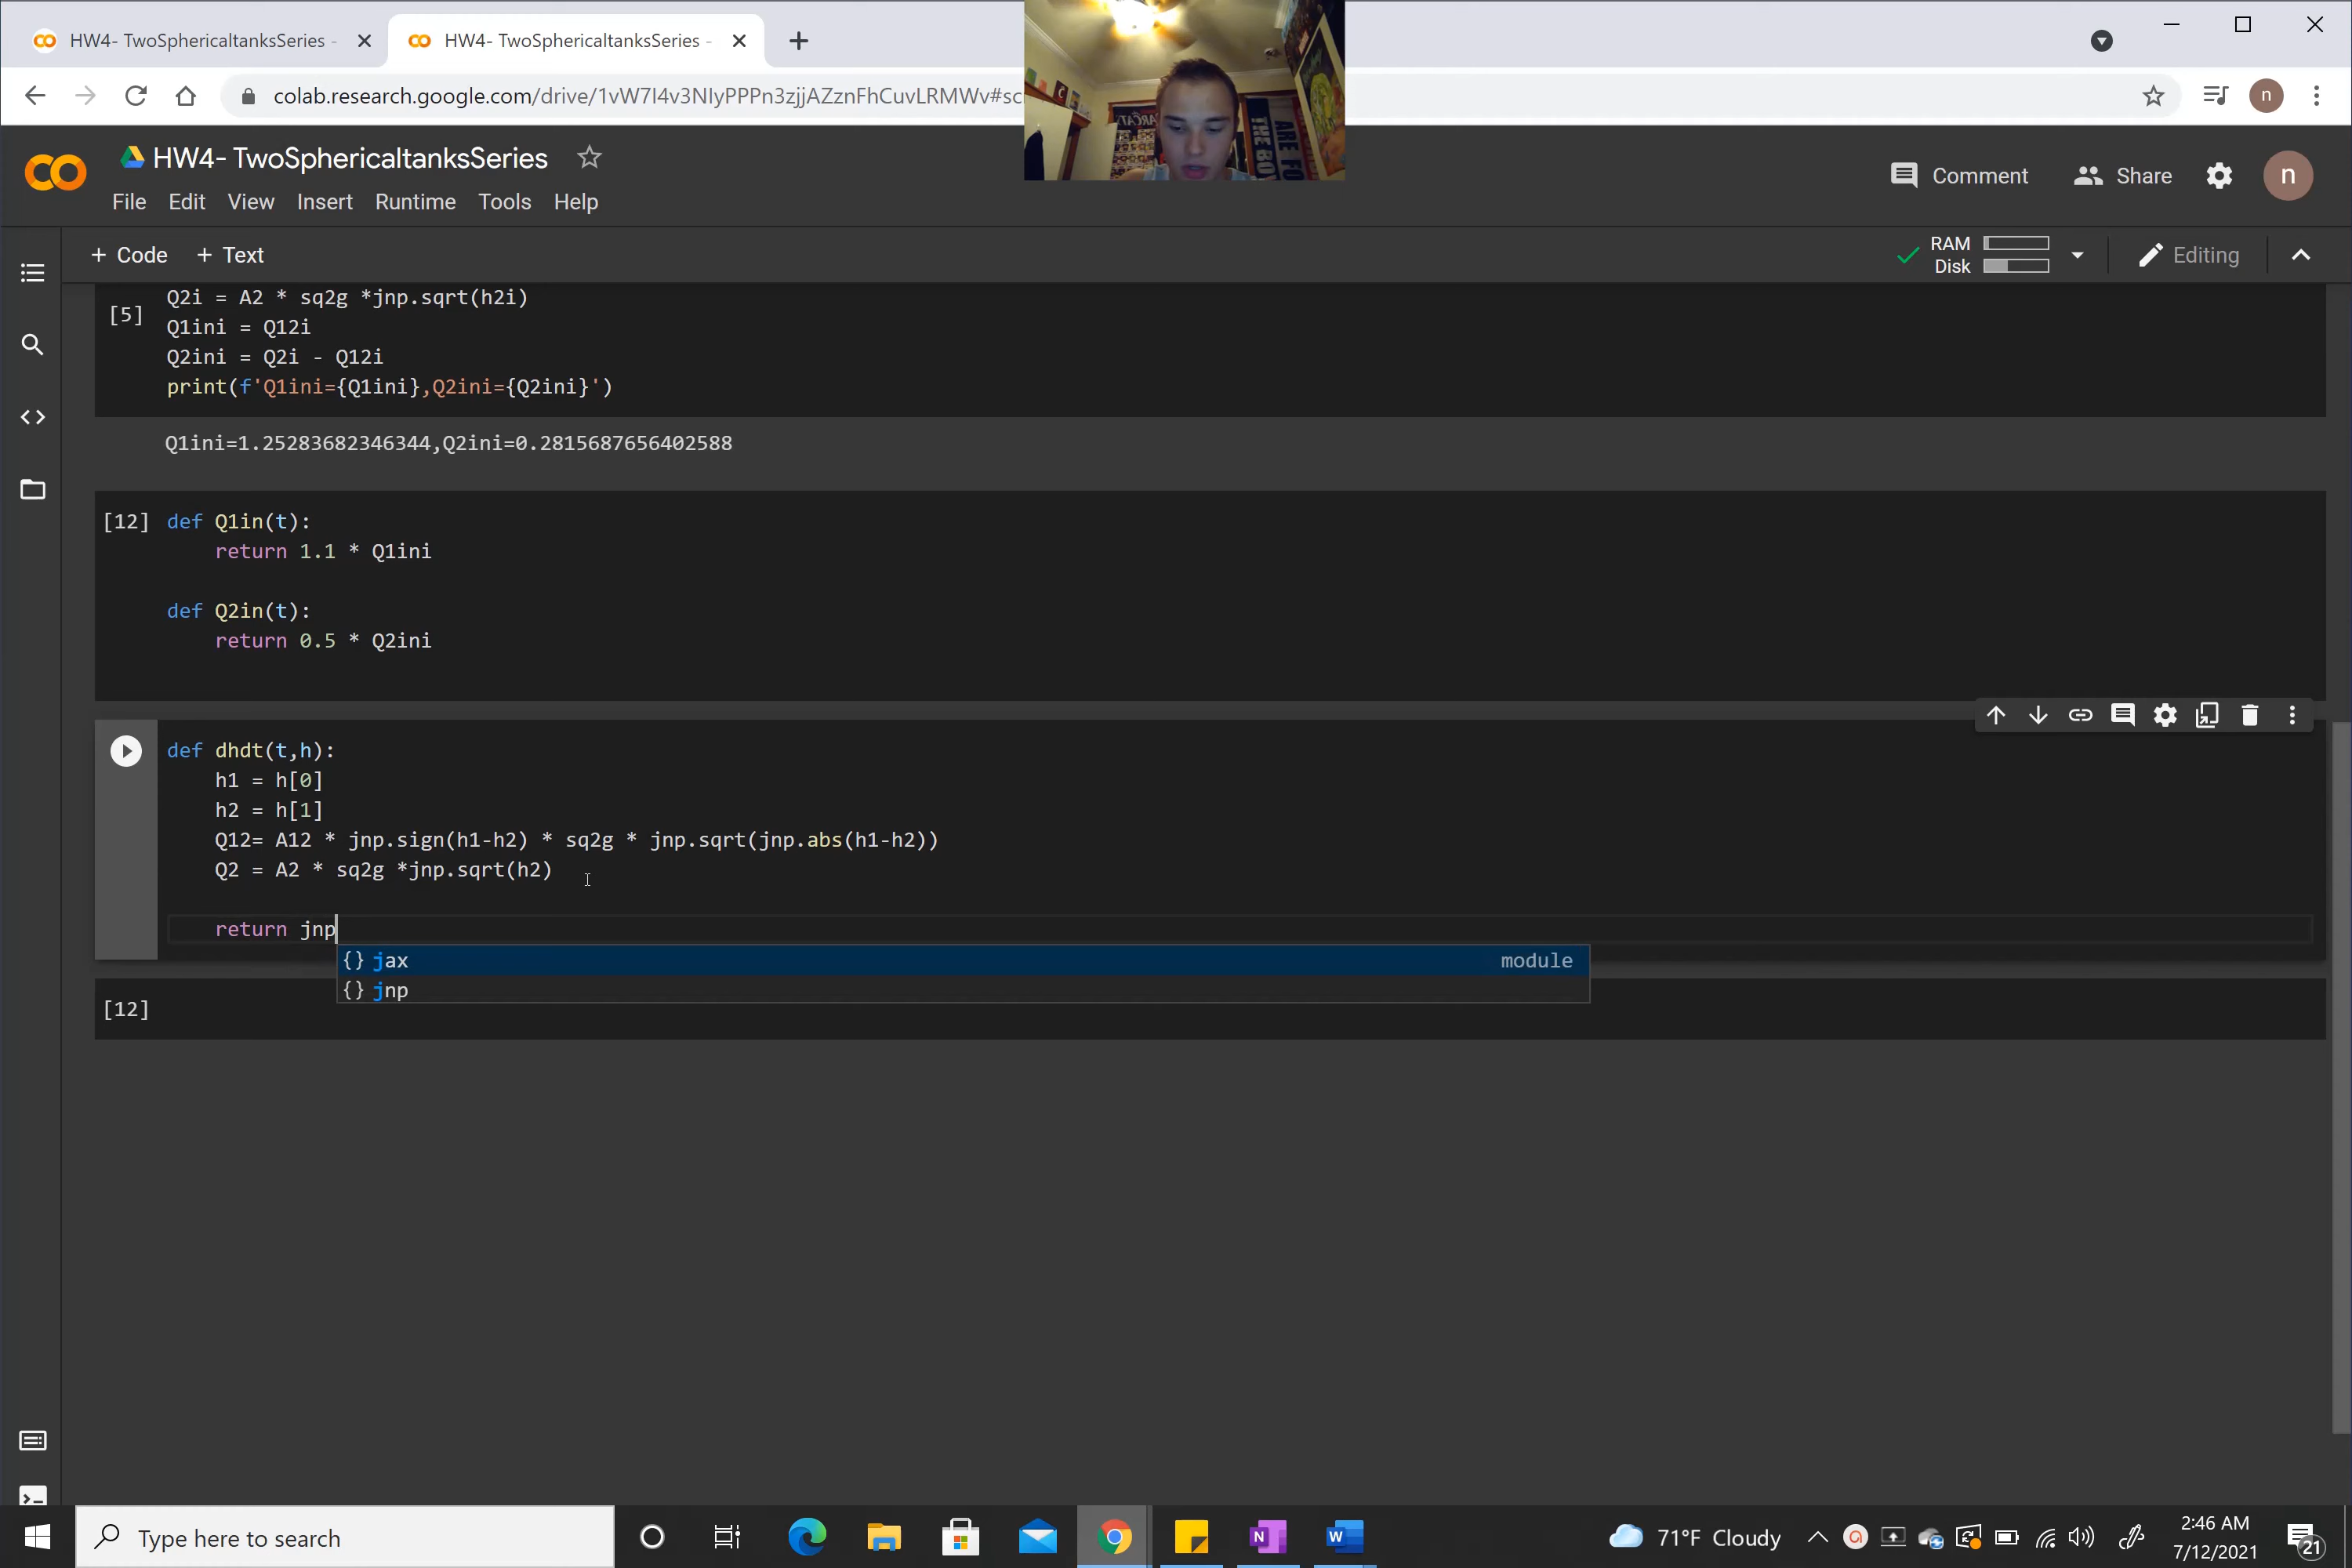 HW4- TwoSphericaltanksSeries -
HW4- TwoSphericaltanksSeries -
colab.research.google.com/drive/1vW7I4v3NIyPPPn3zjjAZznFhCuvLRMWv#sc
n
HW4- TwoSphericaltanksSeries
File Edit View Insert Runtime Tools Help
Comment Share n
+ Code + Text
RAM
Disk
Editing
Q2i = A2 * sq2g *jnp.sqrt(h2i)
[5]
Q1ini = Q12i
Q2ini = Q2i - Q12i
print(f'Q1ini={Q1ini},Q2ini={Q2ini}')
Q1ini=1.25283682346344,Q2ini=0.2815687656402588
[12] def Q1in(t):
return 1.1 * Q1ini
def Q2in(t):
return 0.5 * Q2ini
def dhdt(t,h):
h1 = h[0]
h2 = h[1]
Q12= A12 * jnp.sign(h1-h2) * sq2g * jnp.sqrt(jnp.abs(h1-h2))
Q2 = A2 * sq2g *jnp.sqrt(h2)
return jnp
{} jax module
{} jnp
[12]
Type here to search
71°F Cloudy
2:46 AM
7/12/2021
21